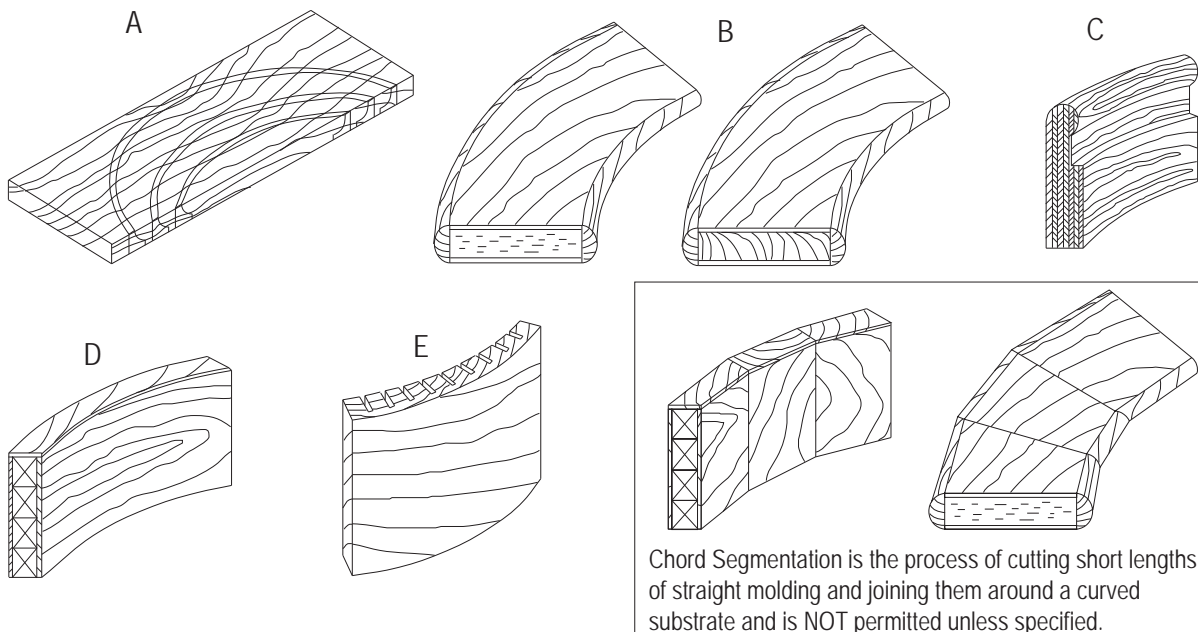 A
B
C
D
E
Chord Segmentation is the process of cutting short lengths
of straight molding and joining them around a curved
substrate and is NOT permitted unless specified.